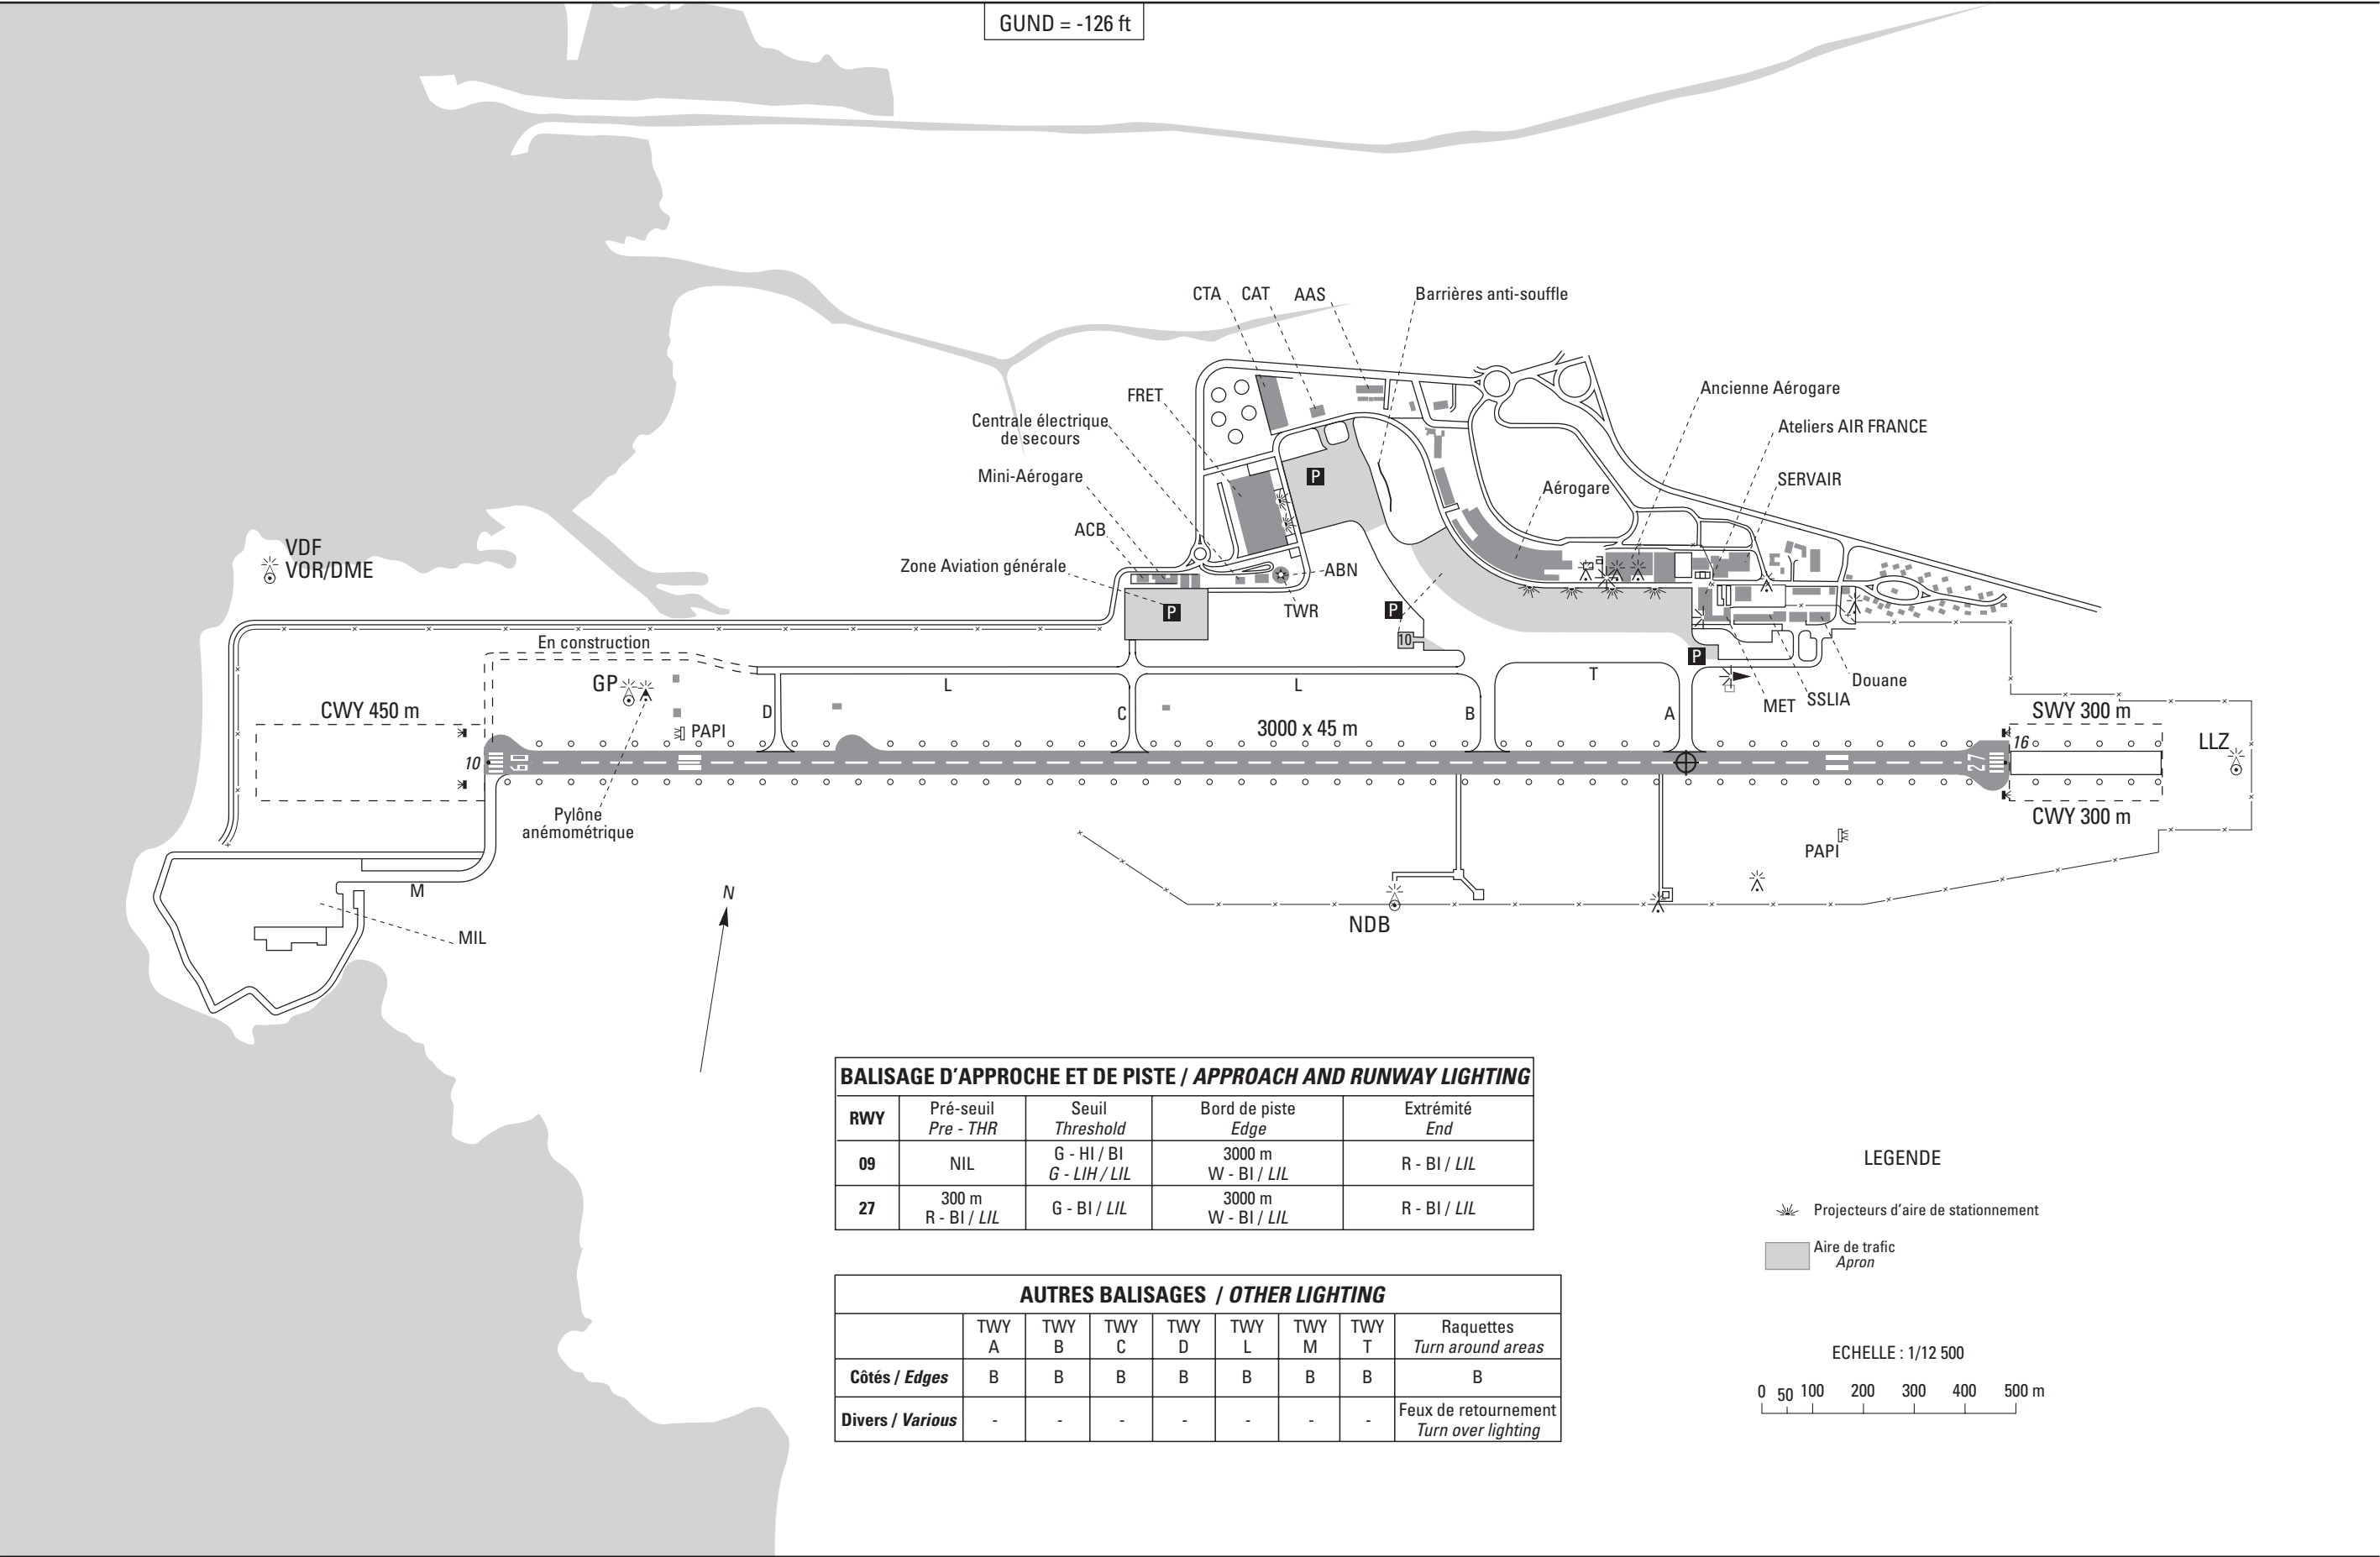 GUND = -126 ft
CTA
CAT
AAS
Barrières anti-souffle
FRET
Ancienne Aérogare
Centrale électrique
de secours
Ateliers AIR FRANCE
Mini-Aérogare
P
Aérogare
SERVAIR
ACB
VDF
VOR/DME
Zone Aviation générale
ABN
P
TWR
P
En construction
10
P
GP
L
L
T
Douane
CWY 450 m
D
C
B
A
MET
SSLIA
SWY 300 m
PAPI
3000 x 45 m
16
LLZ
10
09
27
Pylône
anémométrique
CWY 300 m
PAPI
M
N
NDB
MIL
BALISAGE D'APPROCHE ET DE PISTE / APPROACH AND RUNWAY LIGHTING
RWY
Pré-seuil
Pre - THR
Seuil
Threshold
Bord de piste
Edge
Extrémité
End
09
NIL
G - HI / BI
G - LIH / LIL
3000 m
W - BI / LIL
R - BI / LIL
27
300 m
R - BI / LIL
G - BI / LIL
3000 m
W - BI / LIL
R - BI / LIL
LEGENDE
Projecteurs d'aire de stationnement
Aire de trafic
Apron
AUTRES BALISAGES / OTHER LIGHTING
TWY
A
TWY
B
TWY
C
TWY
D
TWY
L
TWY
M
TWY
T
Raquettes
Turn around areas
Côtés / Edges
B
B
B
B
B
B
B
B
Divers / Various
-
-
-
-
-
-
-
Feux de retournement
Turn over lighting
ECHELLE : 1/12 500
0 50 100 200 300 400 500 m